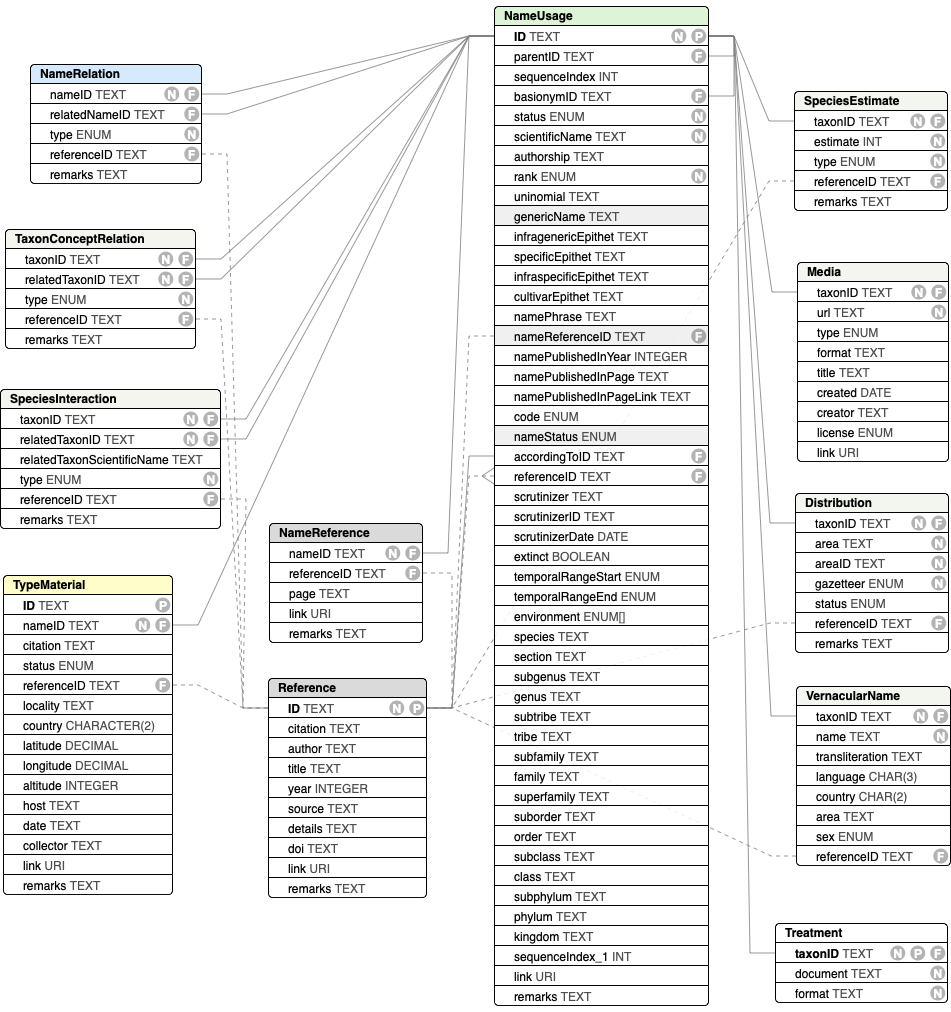 NameRelation
nameID TEXT N F
relatedNameID TEXT F
type ENUM N
referenceID TEXT F
remarks TEXT
TaxonConceptRelation
taxonID TEXT N F
relatedTaxonID TEXT N F
type ENUM N
referenceID TEXT F
remarks TEXT
SpeciesInteraction
taxonID TEXT N F
relatedTaxonID TEXT N F
relatedTaxonScientificName TEXT
type ENUM N
referenceID TEXT F
remarks TEXT
TypeMaterial
ID TEXT P
nameID TEXT N F
citation TEXT
status ENUM
referenceID TEXT F
locality TEXT
country CHARACTER(2)
latitude DECIMAL
longitude DECIMAL
altitude INTEGER
host TEXT
date TEXT
collector TEXT
link URI
remarks TEXT
NameReference
nameID TEXT N F
referenceID TEXT F
page TEXT
link URI
remarks TEXT
Reference
ID TEXT N P
citation TEXT
author TEXT
title TEXT
year INTEGER
source TEXT
details TEXT
doi TEXT
link URI
remarks TEXT
NameUsage
ID TEXT N P
parentID TEXT F
sequenceIndex INT
basionymID TEXT F
status ENUM N
scientificName TEXT N
authorship TEXT
rank ENUM N
uninomial TEXT
genericName TEXT
infragenericEpithet TEXT
specificEpithet TEXT
infraspecificEpithet TEXT
cultivarEpithet TEXT
namePhrase TEXT
nameReferenceID TEXT F
namePublishedInYear INTEGER
namePublishedInPage TEXT
namePublishedInPageLink TEXT
code ENUM
nameStatus ENUM
accordingToID TEXT F
referenceID TEXT F
scrutinizer TEXT
scrutinizerID TEXT
scrutinizerDate DATE
extinct BOOLEAN
temporalRangeStart ENUM
temporalRangeEnd ENUM
environment ENUM[]
species TEXT
section TEXT
subgenus TEXT
genus TEXT
subtribe TEXT
tribe TEXT
subfamily TEXT
family TEXT
superfamily TEXT
suborder TEXT
order TEXT
subclass TEXT
class TEXT
subphylum TEXT
phylum TEXT
kingdom TEXT
sequenceIndex_1 INT
link URI
remarks TEXT
SpeciesEstimate
taxonID TEXT N F
estimate INT N
type ENUM N
referenceID TEXT F
remarks TEXT
Media
taxonID TEXT N F
url TEXT N
type ENUM
format TEXT
title TEXT
created DATE
creator TEXT
license ENUM
link URI
Distribution
taxonID TEXT N F
area TEXT N
areaID TEXT N
gazetteer ENUM N
status ENUM
referenceID TEXT F
remarks TEXT
VernacularName
taxonID TEXT N F
name TEXT N
transliteration TEXT
language CHAR(3)
country CHAR(2)
area TEXT
sex ENUM
referenceID TEXT F
Treatment
taxonID TEXT N P F
document TEXT N
format TEXT N